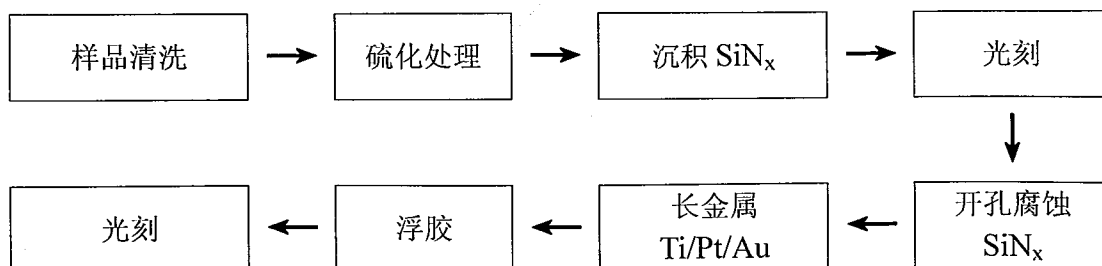 样品清洗
硫化处理
沉积 SiNₓ
光刻
开孔腐蚀
SiNₓ
长金属
Ti/Pt/Au
浮胶
光刻